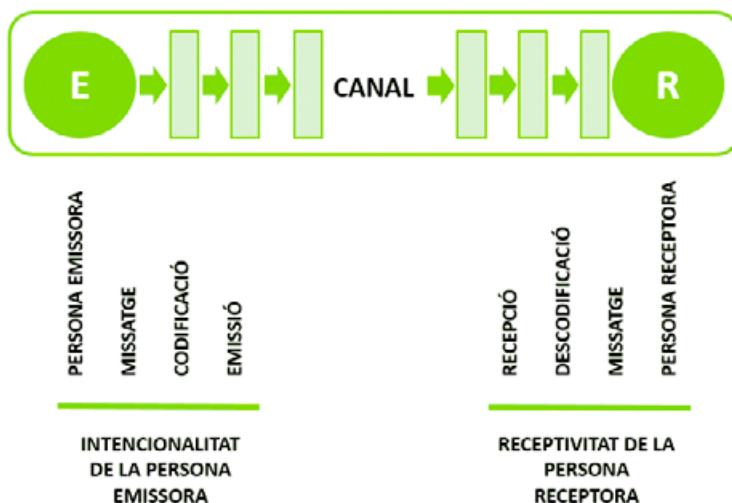 E
CANAL
R
PERSONA EMISSORA
MISSATGE
CODIFICACIÓ
EMISSIÓ
RECEPCIÓ
DESCODIFICACIÓ
MISSATGE
PERSONA RECEPTORA
INTENCIONALITAT
DE LA PERSONA
EMISSORA
RECEPTIVITAT DE LA
PERSONA
RECEPTORA